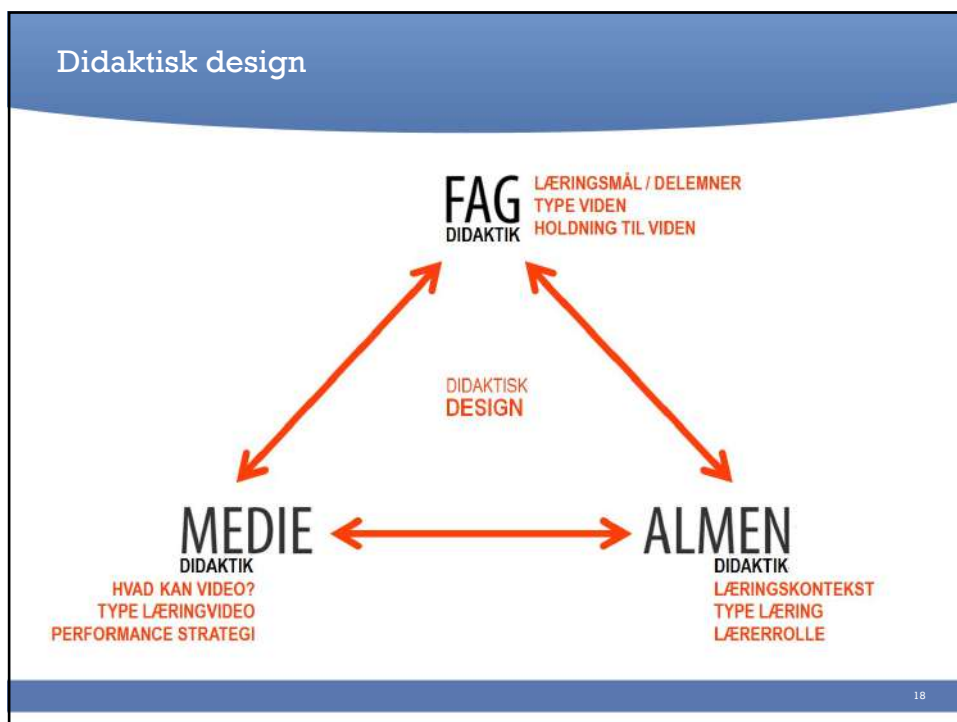 Didaktisk design
FAG
DIDAKTIK
LÆRINGSMÅL / DELEMNER
TYPE VIDEN
HOLDNING TIL VIDEN
DIDAKTISK
DESIGN
MEDIE
DIDAKTIK
HVAD KAN VIDEO?
TYPE LÆRINGVIDEO
PERFORMANCE STRATEGI
ALMEN
DIDAKTIK
LÆRINGSKONTEKST
TYPE LÆRING
LÆRERROLLE
18